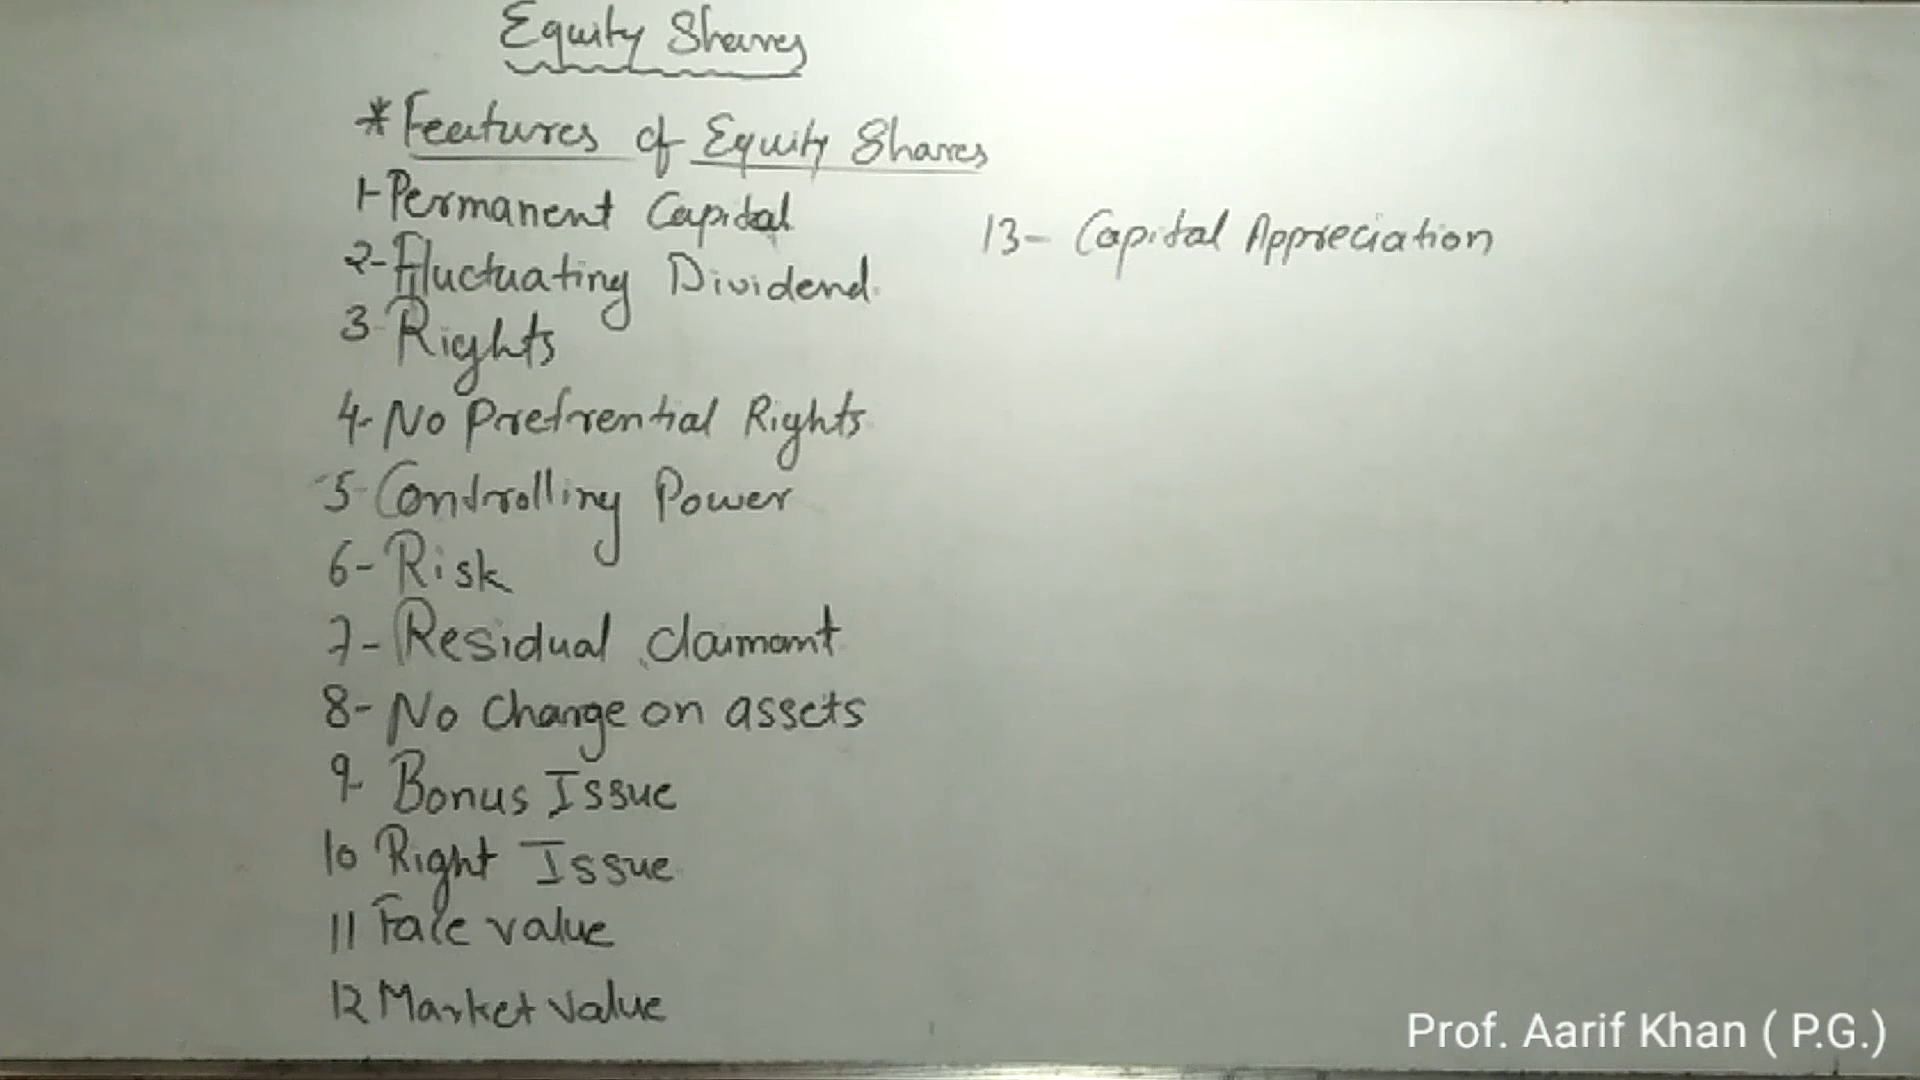 Equity Shares
*Features of Equity Shares
1-Permanent Capital
2-Fluctuating Dividend
3-Rights
4-No Prefrential Rights
5-Controlling Power
6-Risk
7-Residual claimant
8-No Charge on assets
9-Bonus Issue
10 Right Issue
11 Face value
12 Market value
13- Capital Appreciation
Prof. Aarif Khan ( P.G.)